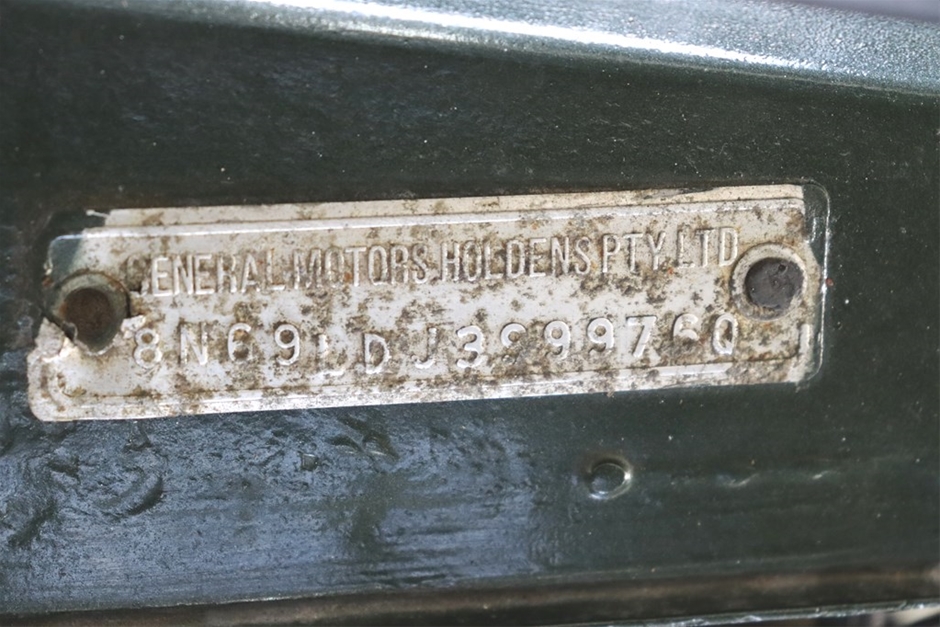 GENERAL MOTORS HOLDENS PTY LTD
8N69LDJ3999760